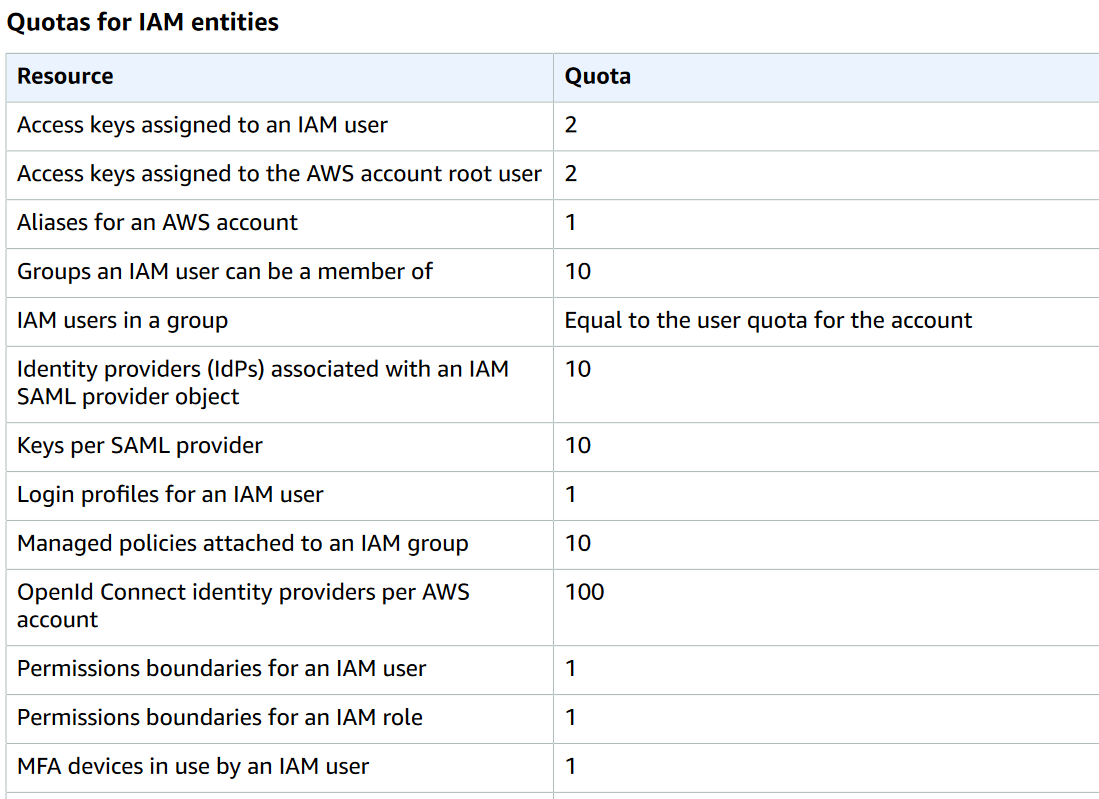 Quotas for IAM entities
Resource Quota
Access keys assigned to an IAM user 2
Access keys assigned to the AWS account root user 2
Aliases for an AWS account 1
Groups an IAM user can be a member of 10
IAM users in a group Equal to the user quota for the account
Identity providers (IdPs) associated with an IAM 10
SAML provider object
Keys per SAML provider 10
Login profiles for an IAM user 1
Managed policies attached to an IAM group 10
OpenId Connect identity providers per AWS 100
account
Permissions boundaries for an IAM user 1
Permissions boundaries for an IAM role 1
MFA devices in use by an IAM user 1